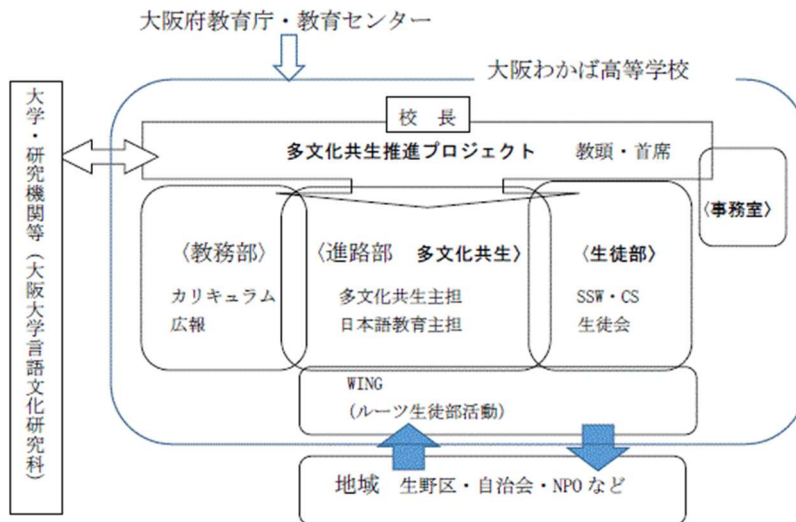 大阪府教育庁・教育センター
大阪わかば高等学校
大学・研究機関等（大阪大学言語文化研究科）
校　長
多文化共生推進プロジェクト　教頭・首席
〈事務室〉
〈教務部〉
カリキュラム
広報
〈進路部　多文化共生〉
多文化共生主担
日本語教育主担
〈生徒部〉
SSW・CS
生徒会
WING
(ルーツ生徒部活動)
地域　生野区・自治会・NPO など